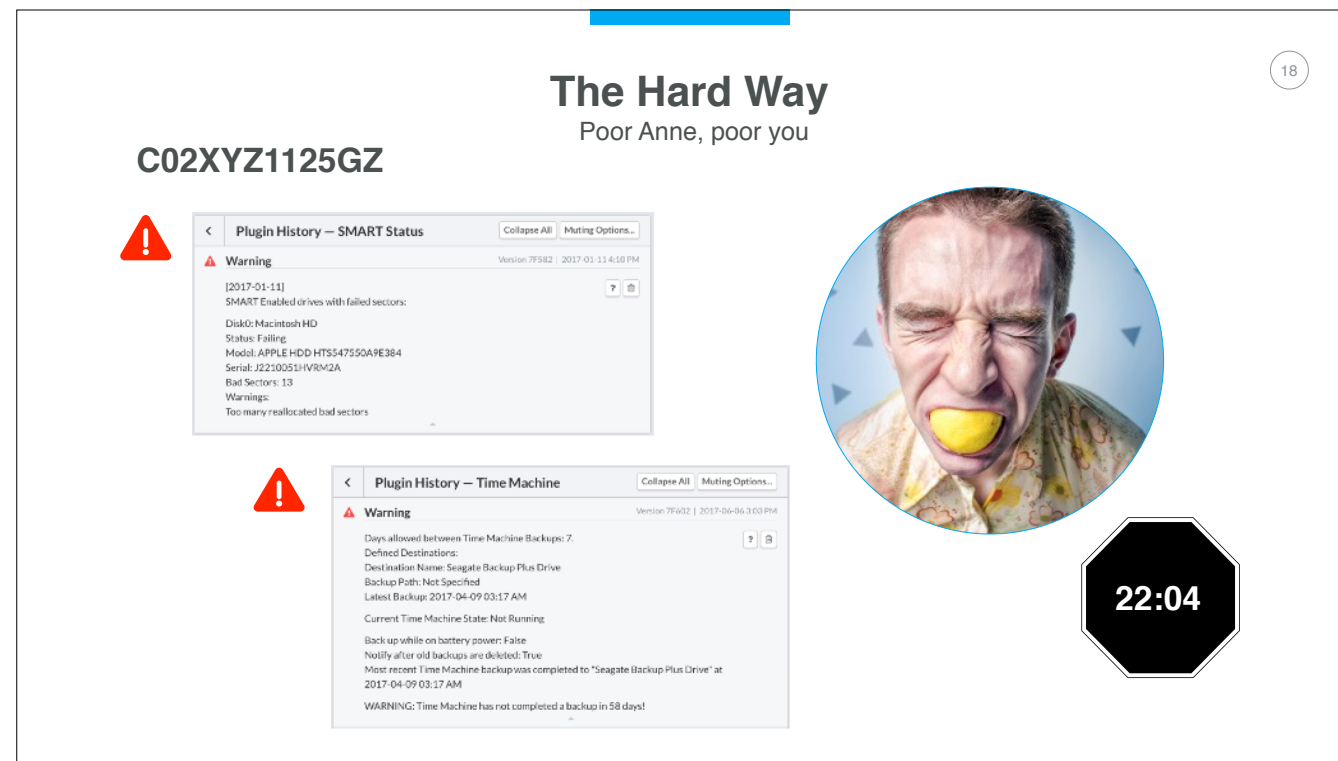 18
The Hard Way
Poor Anne, poor you
C02XYZ1125GZ
Plugin History — SMART Status
Collapse All
Muting Options...
Warning
Version 7F582 | 2017-01-11 4:10 PM
[2017-01-11]
?
SMART Enabled drives with failed sectors:
Disk0: Macintosh HD
Status: Failing
Model: APPLE HDD HTS547550A9E384
Serial: J2210051HVRM2A
Bad Sectors: 13
Warnings:
Too many reallocated bad sectors
Plugin History — Time Machine
Collapse All
Muting Options...
Warning
Version 7F602 | 2017-06-06 3:03 PM
Days allowed between Time Machine Backups: 7.
?
Defined Destinations:
Destination Name: Seagate Backup Plus Drive
Backup Path: Not Specified
Latest Backup: 2017-04-09 03:17 AM
Current Time Machine State: Not Running
Back up while on battery power: False
Notify after old backups are deleted: True
Most recent Time Machine backup was completed to "Seagate Backup Plus Drive" at
2017-04-09 03:17 AM
WARNING: Time Machine has not completed a backup in 58 days!
22:04